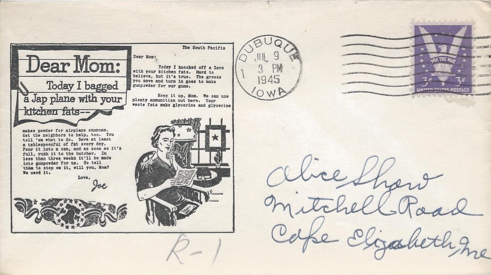 The South Pacific
Dear Mom:
Today I bagged
a Jap plane with your
kitchen fats--
Dear Mom:
Today I knocked off a Zero
with your kitchen fats. Hard to
believe, but it's true. The grease
you save and turn in goes to make
gunpowder for our guns.
Keep it up, Mom. We can use
plenty ammunition out here. Your
waste fats make glycerine and glycerine
makes powder for airplane cannon.
Get the neighbors to help, too. You
tell 'em what to do. Save at least
a tablespoonful of fat every day.
Pour it into a can, and as soon as it's
full, rush it to the butcher. In
less than three weeks it'll be made
into gunpowder for us. So tell
them to step on it, will you, Mom?
We need it.
Love,
Joe
DUBUQUE
JUL 9
1
3 PM
1945
IOWA
WIN THE WAR
3¢
UNITED STATES POSTAGE
Alice Shaw
Mitchell Road
Cape Elizabeth, Me
R-1